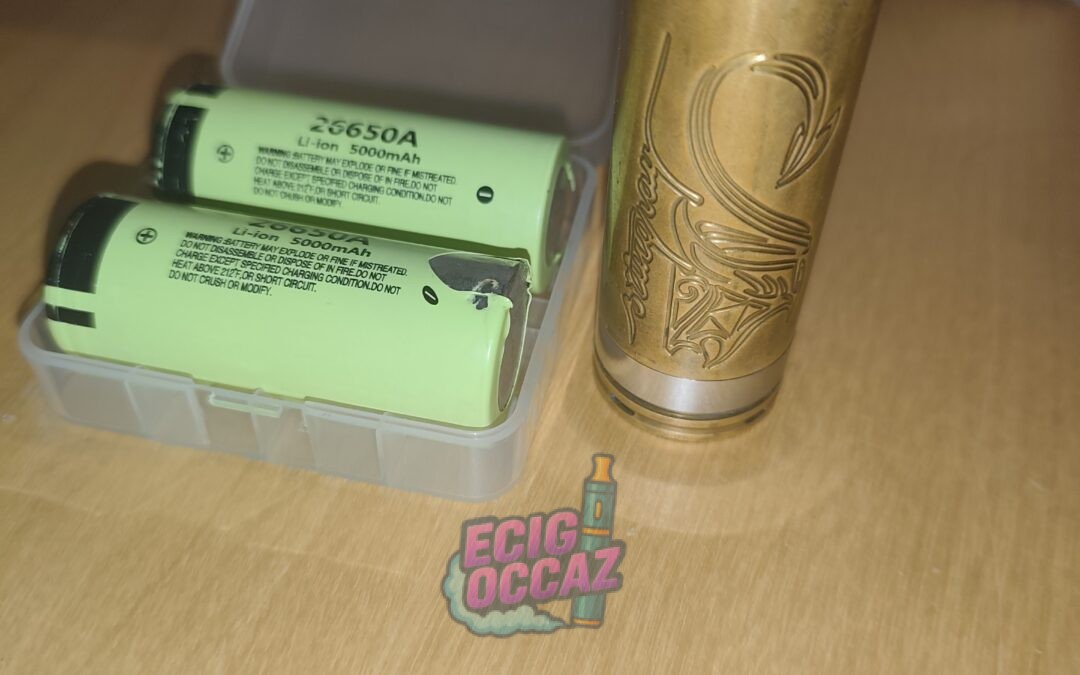 26650A
Li-ion 5000mAh
WARNING:BATTERY MAY EXPLODE OR FINE IF MISTREATED.
DO NOT DISASSEMBLE OR DISPOSE OF IN FIRE.DO NOT
CHARGE EXCEPT SPECIFIED CHARGING CONDITION.DO NOT
HEAT ABOVE 212°F, OR SHORT CIRCUIT.
DO NOT CRUSH OR MODIFY.
26650A
Li-ion 5000mAh
WARNING:BATTERY MAY EXPLODE OR FINE IF MISTREATED.
DO NOT DISASSEMBLE OR DISPOSE OF IN FIRE.DO NOT
CHARGE EXCEPT SPECIFIED CHARGING CONDITION.DO NOT
HEAT ABOVE 212°F, OR SHORT CIRCUIT.
DO NOT CRUSH OR MODIFY.
ECIG
OCCAZ